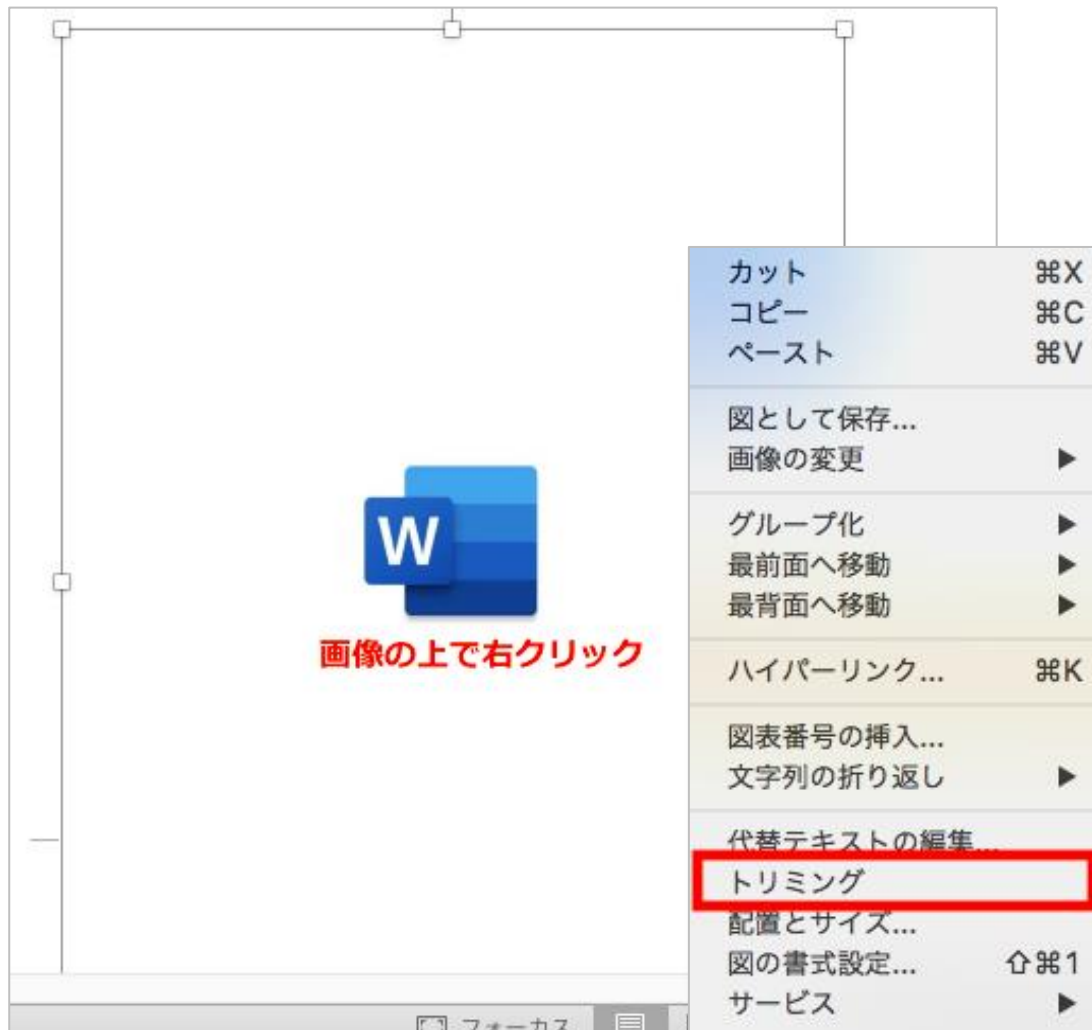 W
画像の上で右クリック
カット ⌘X
コピー ⌘C
ペースト ⌘V
図として保存...
画像の変更 ▶
グループ化 ▶
最前面へ移動 ▶
最背面へ移動 ▶
ハイパーリンク... ⌘K
図表番号の挿入...
文字列の折り返し ▶
代替テキストの編集...
トリミング
配置とサイズ...
図の書式設定... ⇧⌘1
サービス ▶
フォーカス